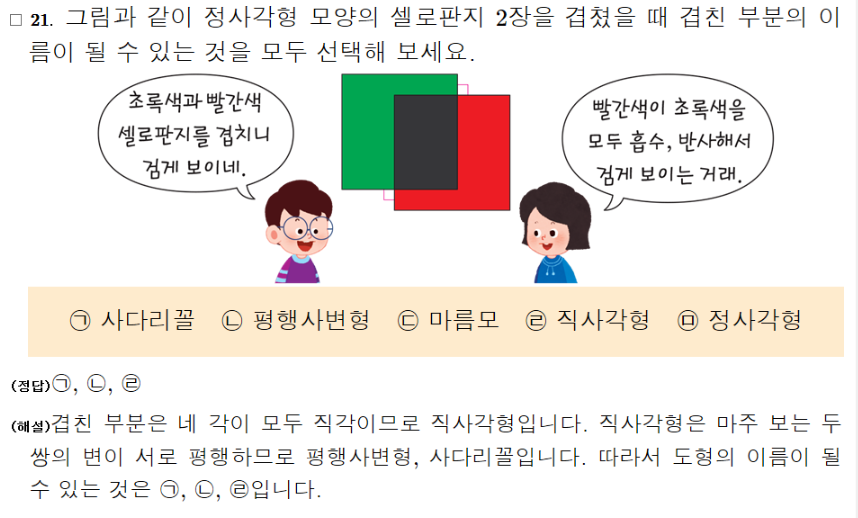 □ 21. 그림과 같이 정사각형 모양의 셀로판지 2장을 겹쳤을 때 겹친 부분의 이
름이 될 수 있는 것을 모두 선택해 보세요.
초록색과 빨간색
셀로판지를 겹치니
검게 보이네.
빨간색이 초록색을
모두 흡수, 반사해서
검게 보이는 거래.
㉠ 사다리꼴 ㉡ 평행사변형 ㉢ 마름모 ㉣ 직사각형 ㉤ 정사각형
(정답)㉠, ㉡, ㉣
(해설)겹친 부분은 네 각이 모두 직각이므로 직사각형입니다. 직사각형은 마주 보는 두
쌍의 변이 서로 평행하므로 평행사변형, 사다리꼴입니다. 따라서 도형의 이름이 될
수 있는 것은 ㉠, ㉡, ㉣입니다.